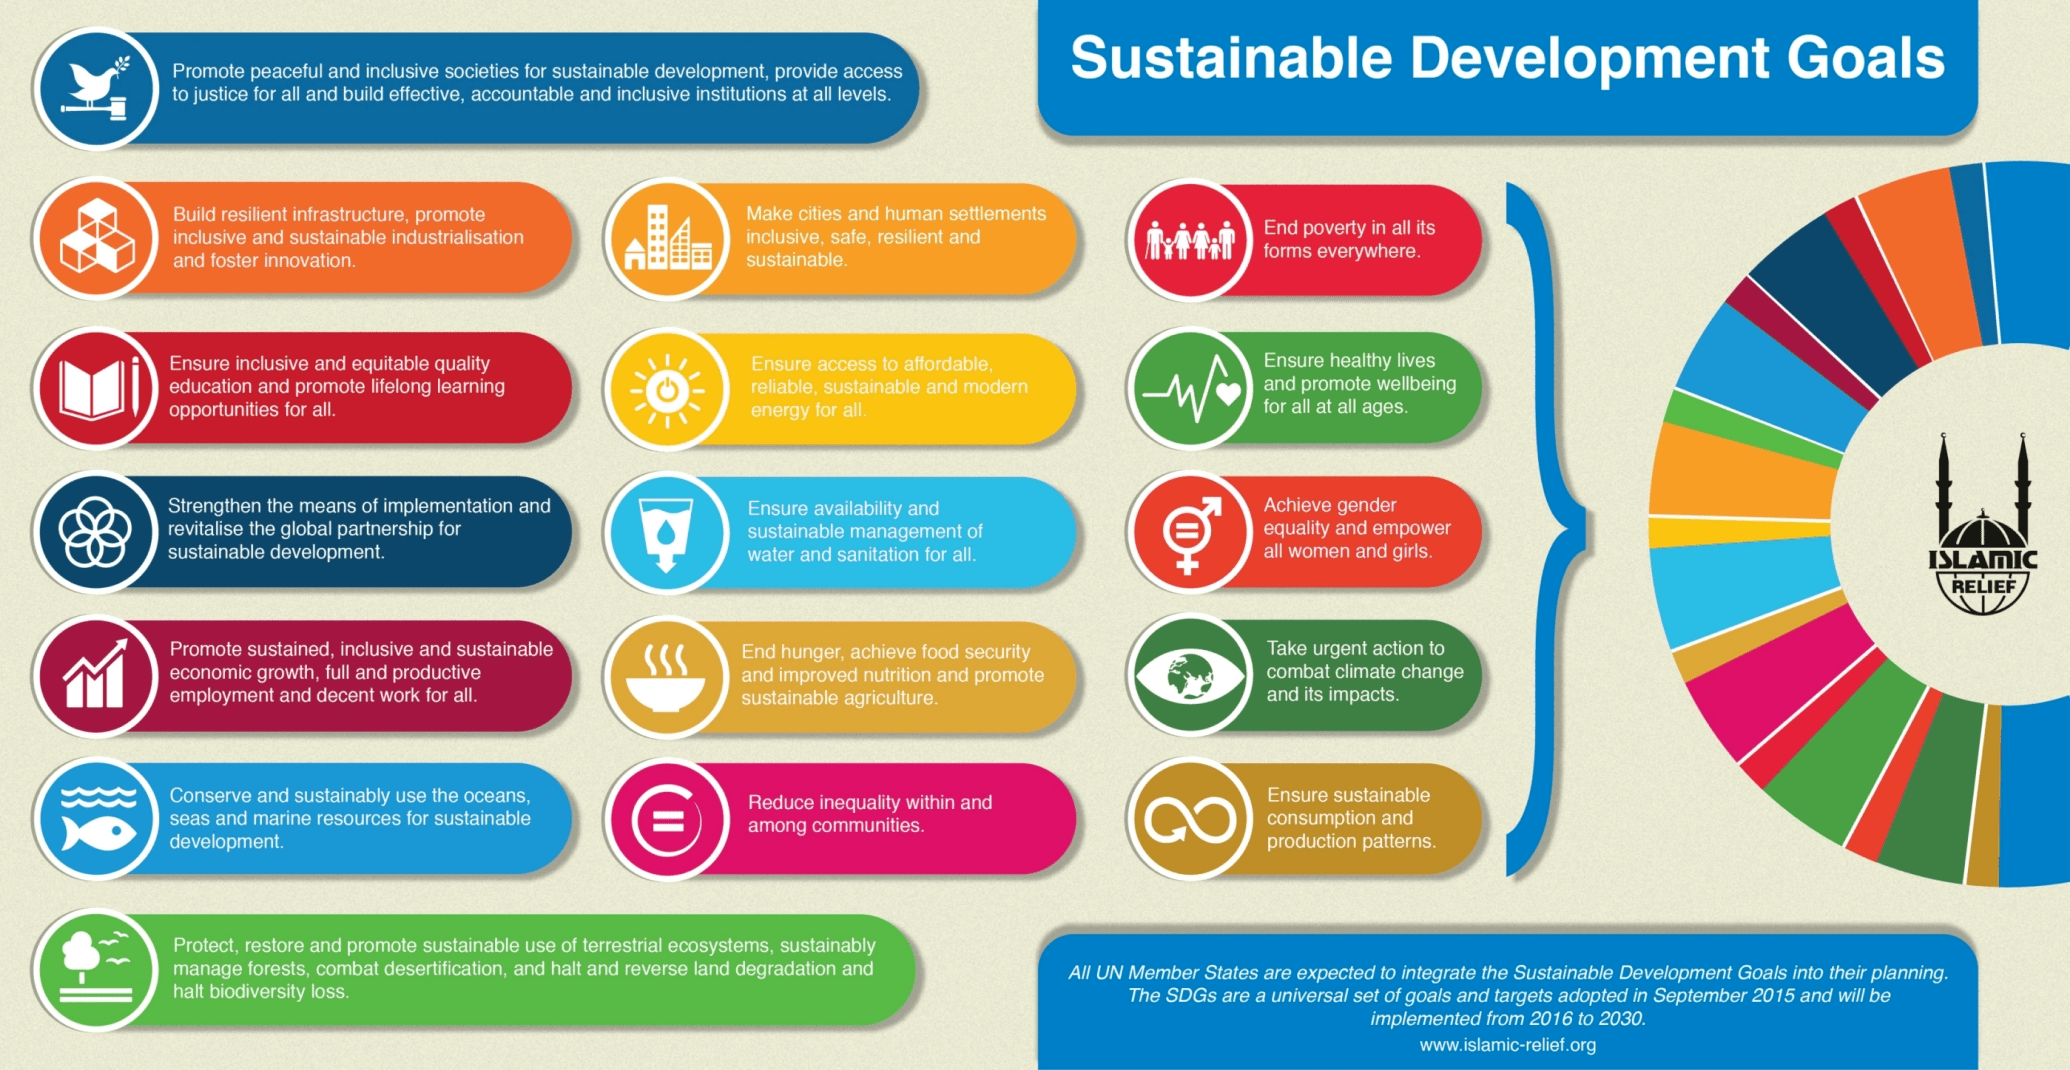 Sustainable Development Goals
Promote peaceful and inclusive societies for sustainable development, provide access
to justice for all and build effective, accountable and inclusive institutions at all levels.
Build resilient infrastructure, promote
inclusive and sustainable industrialisation
and foster innovation.
Make cities and human settlements
inclusive, safe, resilient and
sustainable.
End poverty in all its
forms everywhere.
Ensure inclusive and equitable quality
education and promote lifelong learning
opportunities for all.
Ensure access to affordable,
reliable, sustainable and modern
energy for all.
Ensure healthy lives
and promote wellbeing
for all at all ages.
Strengthen the means of implementation and
revitalise the global partnership for
sustainable development.
Ensure availability and
sustainable management of
water and sanitation for all.
Achieve gender
equality and empower
all women and girls.
Promote sustained, inclusive and sustainable
economic growth, full and productive
employment and decent work for all.
End hunger, achieve food security
and improved nutrition and promote
sustainable agriculture.
Take urgent action to
combat climate change
and its impacts.
Conserve and sustainably use the oceans,
seas and marine resources for sustainable
development.
Reduce inequality within and
among communities.
Ensure sustainable
consumption and
production patterns.
Protect, restore and promote sustainable use of terrestrial ecosystems, sustainably
manage forests, combat desertification, and halt and reverse land degradation and
halt biodiversity loss.
ISLAMIC
RELIEF
All UN Member States are expected to integrate the Sustainable Development Goals into their planning.
The SDGs are a universal set of goals and targets adopted in September 2015 and will be
implemented from 2016 to 2030.
www.islamic-relief.org